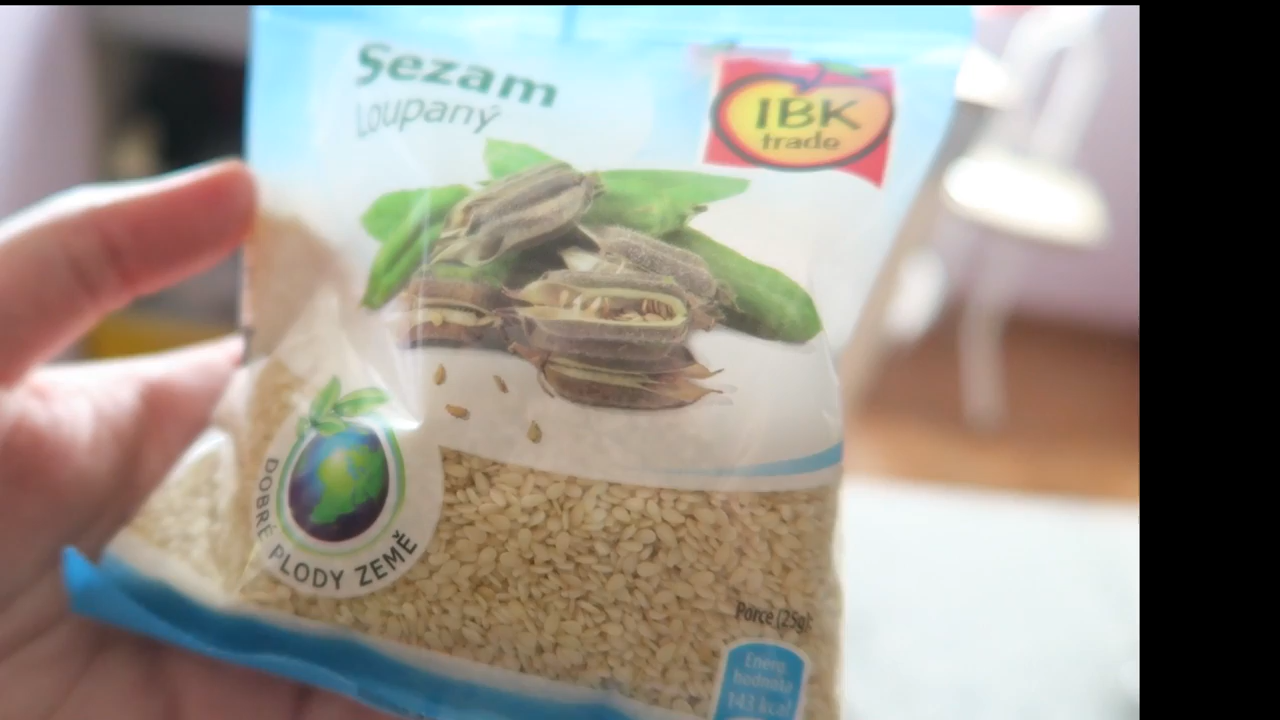 Sezam
Loupaný
IBK
trade
DOBRÉ PLODY ZEMĚ
Porce (25g):
Energ.
hodnota
143 kcal